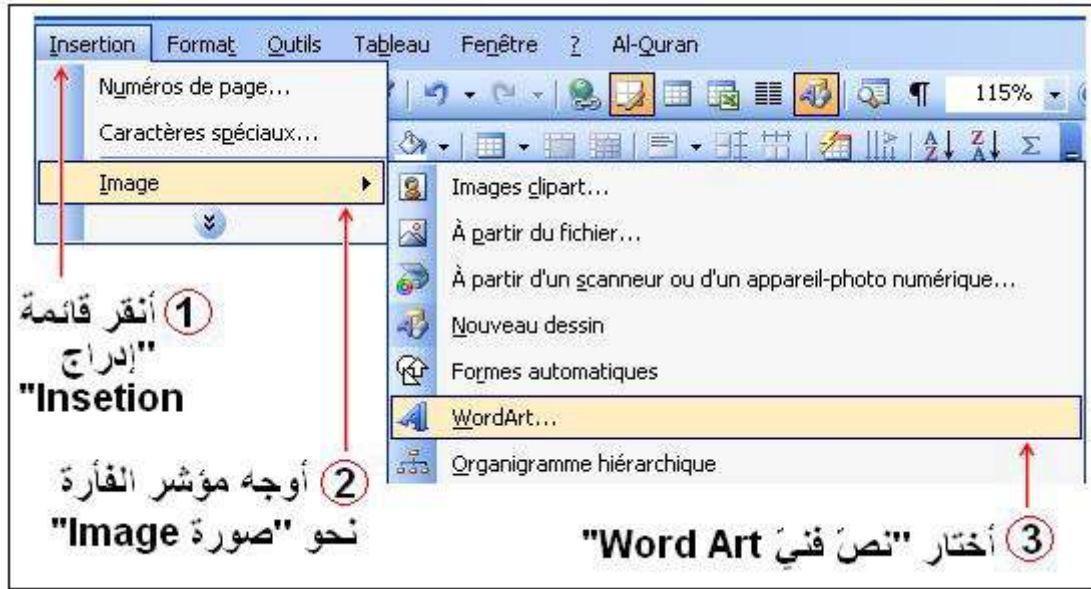 Insertion Format Outils Tableau Fenêtre ? Al-Quran
Numéros de page...
115%
Caractères spéciaux...
Image
Images clipart...
À partir du fichier...
À partir d'un scanneur ou d'un appareil-photo numérique...
Nouveau dessin
Formes automatiques
WordArt...
Organigramme hiérarchique
1 أنقر قائمة
"إدراج
Insetion"
2 أوجه مؤشر الفأرة
نحو "صورة Image"
3 أختار "نصّ فنيّ Word Art"